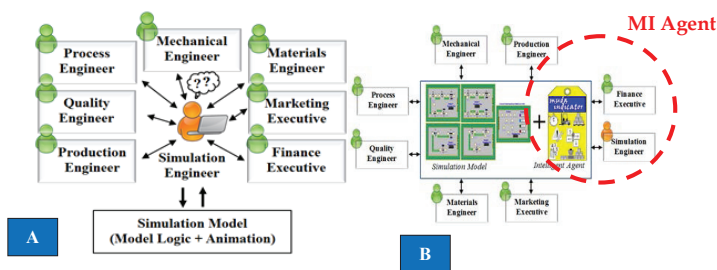 Process
Engineer
Mechanical
Engineer
Materials
Engineer
??
Quality
Engineer
Marketing
Executive
Production
Engineer
Simulation
Engineer
Finance
Executive
Simulation Model
(Model Logic + Animation)
A
MI Agent
Mechanical
Engineer
Production
Engineer
Process
Engineer
muda
indicator
Finance
Executive
+
Quality
Engineer
Simulation
Engineer
Simulation Model
Intelligent Agent
Materials
Engineer
Marketing
Executive
B